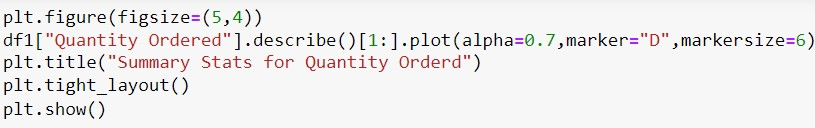 plt.figure(figsize=(5,4))
df1["Quantity Ordered"].describe()[1:].plot(alpha=0.7,marker="D",markersize=6)
plt.title("Summary Stats for Quantity Orderd")
plt.tight_layout()
plt.show()